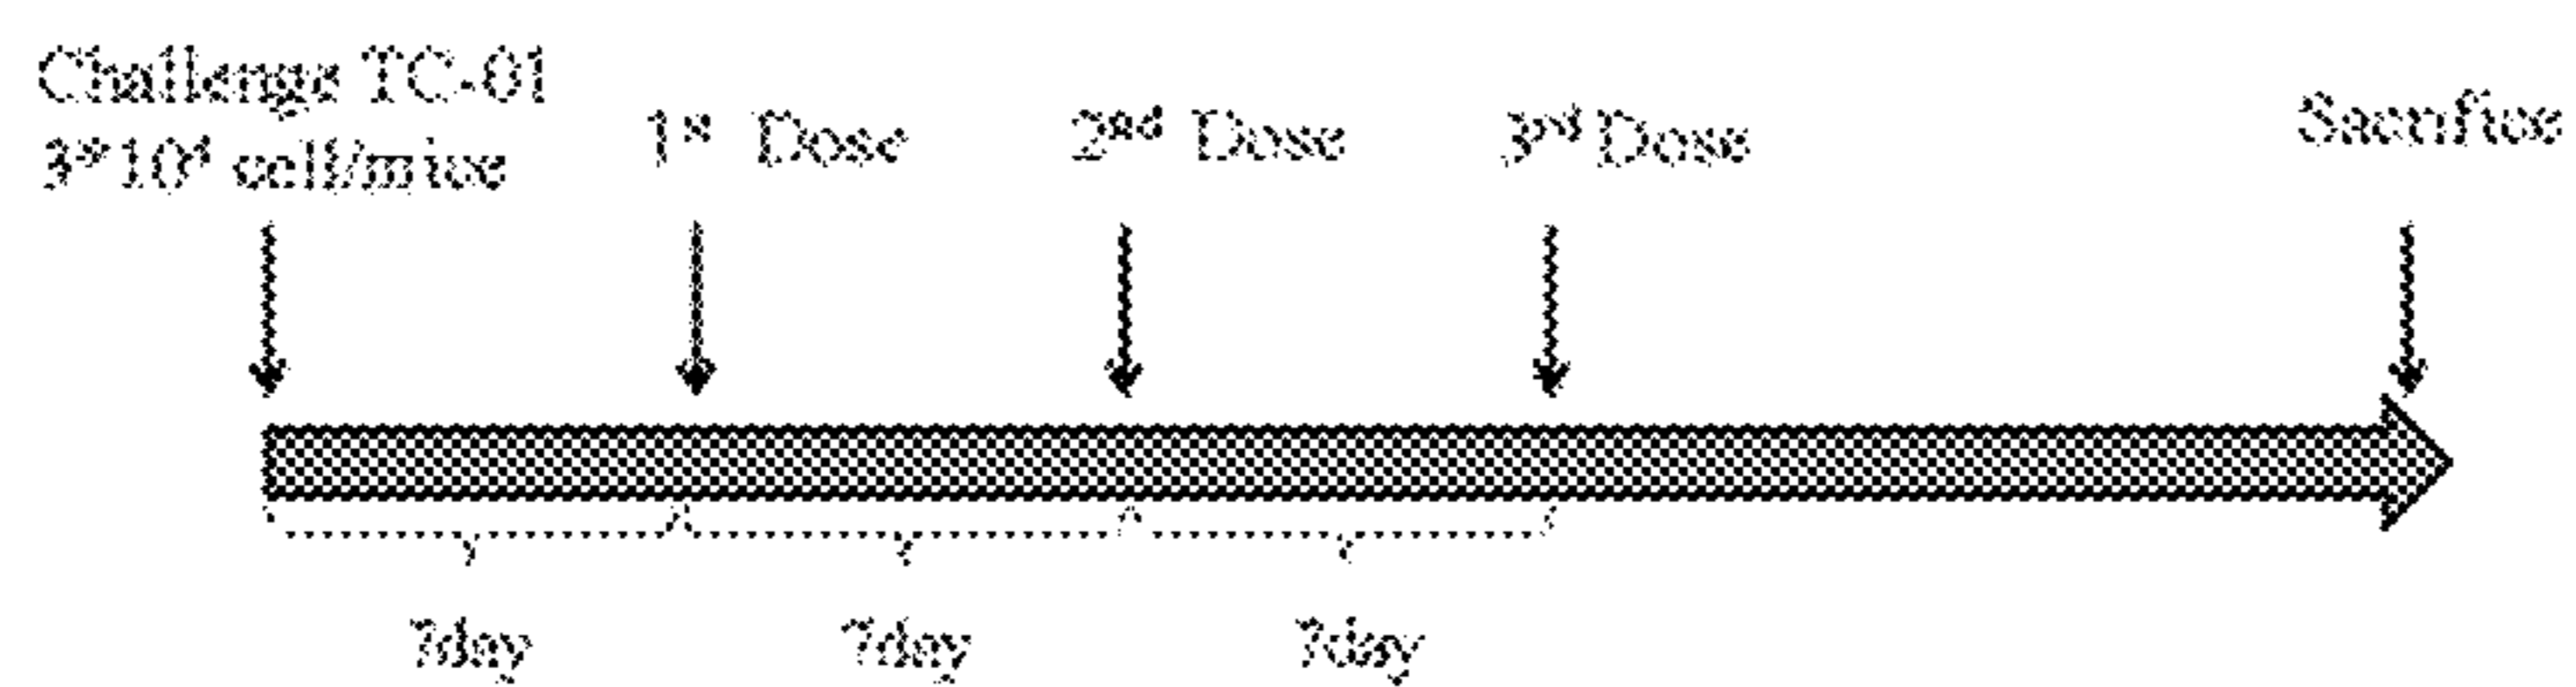 Challenge TC-01
3*10⁴ cell/mice
1st Dose
2nd Dose
3rd Dose
Sacrifice
7day
7day
7day